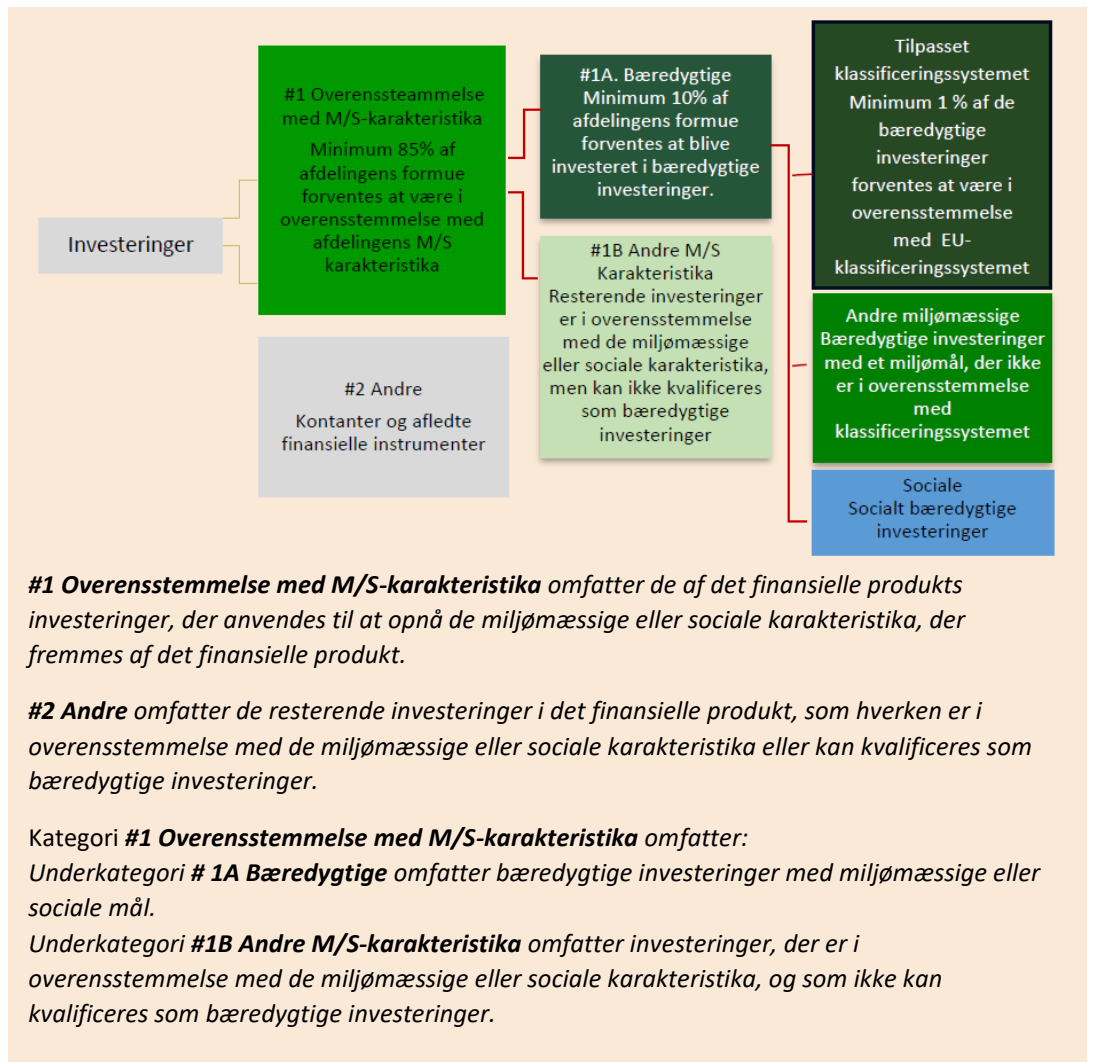 Investeringer
#1 Overenssteammelse
med M/S-karakteristika
Minimum 85% af
afdelingens formue
forventes at være i
overensstemmelse med
afdelingens M/S
karakteristika
#2 Andre
Kontanter og afledte
finansielle instrumenter
#1A. Bæredygtige
Minimum 10% af
afdelingens formue
forventes at blive
investeret i bæredygtige
investeringer.
#1B Andre M/S
Karakteristika
Resterende investeringer
er i overensstemmelse
med de miljømæssige
eller sociale karakteristika,
men kan ikke kvalificeres
som bæredygtige
investeringer
Tilpasset
klassificeringssystemet
Minimum 1 % af de
bæredygtige
investeringer
forventes at være i
overensstemmelse
med EU-
klassificeringssystemet
Andre miljømæssige
Bæredygtige investeringer
med et miljømål, der ikke
er i overensstemmelse
med
klassificeringssystemet
Sociale
Socialt bæredygtige
investeringer
#1 Overensstemmelse med M/S-karakteristika omfatter de af det finansielle produkts
investeringer, der anvendes til at opnå de miljømæssige eller sociale karakteristika, der
fremmes af det finansielle produkt.
#2 Andre omfatter de resterende investeringer i det finansielle produkt, som hverken er i
overensstemmelse med de miljømæssige eller sociale karakteristika eller kan kvalificeres som
bæredygtige investeringer.
Kategori #1 Overensstemmelse med M/S-karakteristika omfatter:
Underkategori # 1A Bæredygtige omfatter bæredygtige investeringer med miljømæssige eller
sociale mål.
Underkategori #1B Andre M/S-karakteristika omfatter investeringer, der er i
overensstemmelse med de miljømæssige eller sociale karakteristika, og som ikke kan
kvalificeres som bæredygtige investeringer.